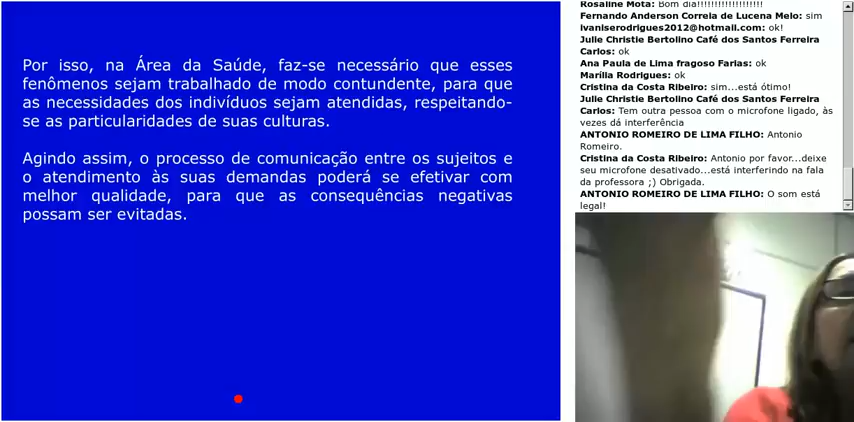 Por isso, na Área da Saúde, faz-se necessário que esses
fenômenos sejam trabalhado de modo contundente, para que
as necessidades dos indivíduos sejam atendidas, respeitando-
se as particularidades de suas culturas.
Agindo assim, o processo de comunicação entre os sujeitos e
o atendimento às suas demandas poderá se efetivar com
melhor qualidade, para que as consequências negativas
possam ser evitadas.
Rosaline Mota: Bom dia!!!!!!!!!!!!!!!!!!!
Fernando Anderson Correia de Lucena Melo: sim
ivaniserodrigues2012@hotmail.com: ok!
Julie Christie Bertolino Café dos Santos Ferreira
Carlos: ok
Ana Paula de Lima fragoso Farias: ok
Marília Rodrigues: ok
Cristina da Costa Ribeiro: sim...está ótimo!
Julie Christie Bertolino Café dos Santos Ferreira
Carlos: Tem outra pessoa com o microfone ligado, às
vezes dá interferência
ANTONIO ROMEIRO DE LIMA FILHO: Antonio
Romeiro.
Cristina da Costa Ribeiro: Antonio por favor...deixe
seu microfone desativado...está interferindo na fala
da professora ;) Obrigada.
ANTONIO ROMEIRO DE LIMA FILHO: O som está
legal!